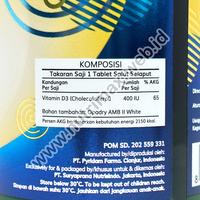 KOMPOSISI
Takaran Saji 1 Tablet Salut Selaput
Kandungan Per Saji
% AKG Per Saji
Vitamin D3 (Cholecalciferol) 400 IU 65
Bahan tambahan: Opadry AMB II White
Persen AKG berdasarkan kebutuhan energi 2150 kkal
POM SD. 202 559 331
Manufactured by/diproduksi oleh:
PT. Pyridam Farma, Cianjur, Indonesia
Exclusively for & packaged by/
khusus untuk & dikemas oleh:
PT. Suryaprana Nutrisindo, Jakarta, Indonesia
Store below 30°C. To be kept out of children reach.
Simpan di bawah suhu 30°C. Jauhkan dari jangkauan anak-anak.